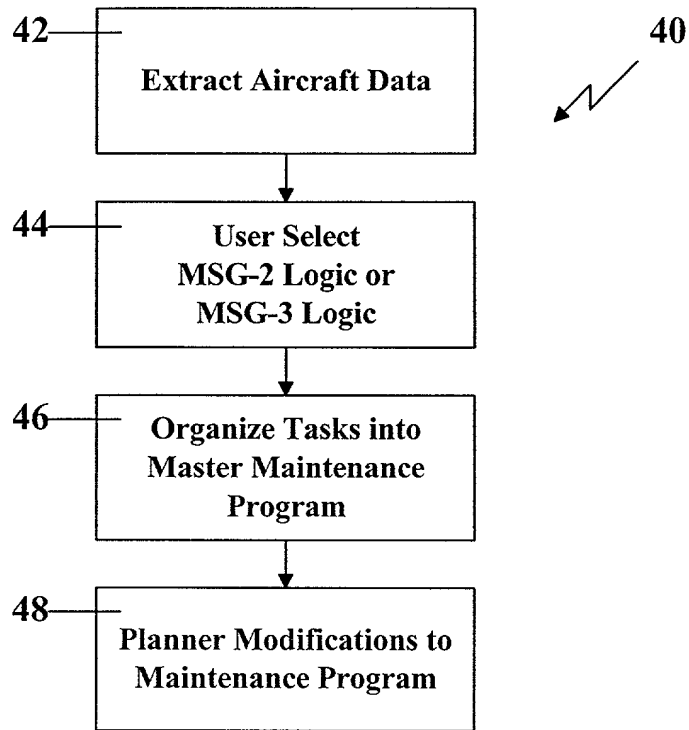 42
40
Extract Aircraft Data
44
User Select
MSG-2 Logic or
MSG-3 Logic
46
Organize Tasks into
Master Maintenance
Program
48
Planner Modifications to
Maintenance Program